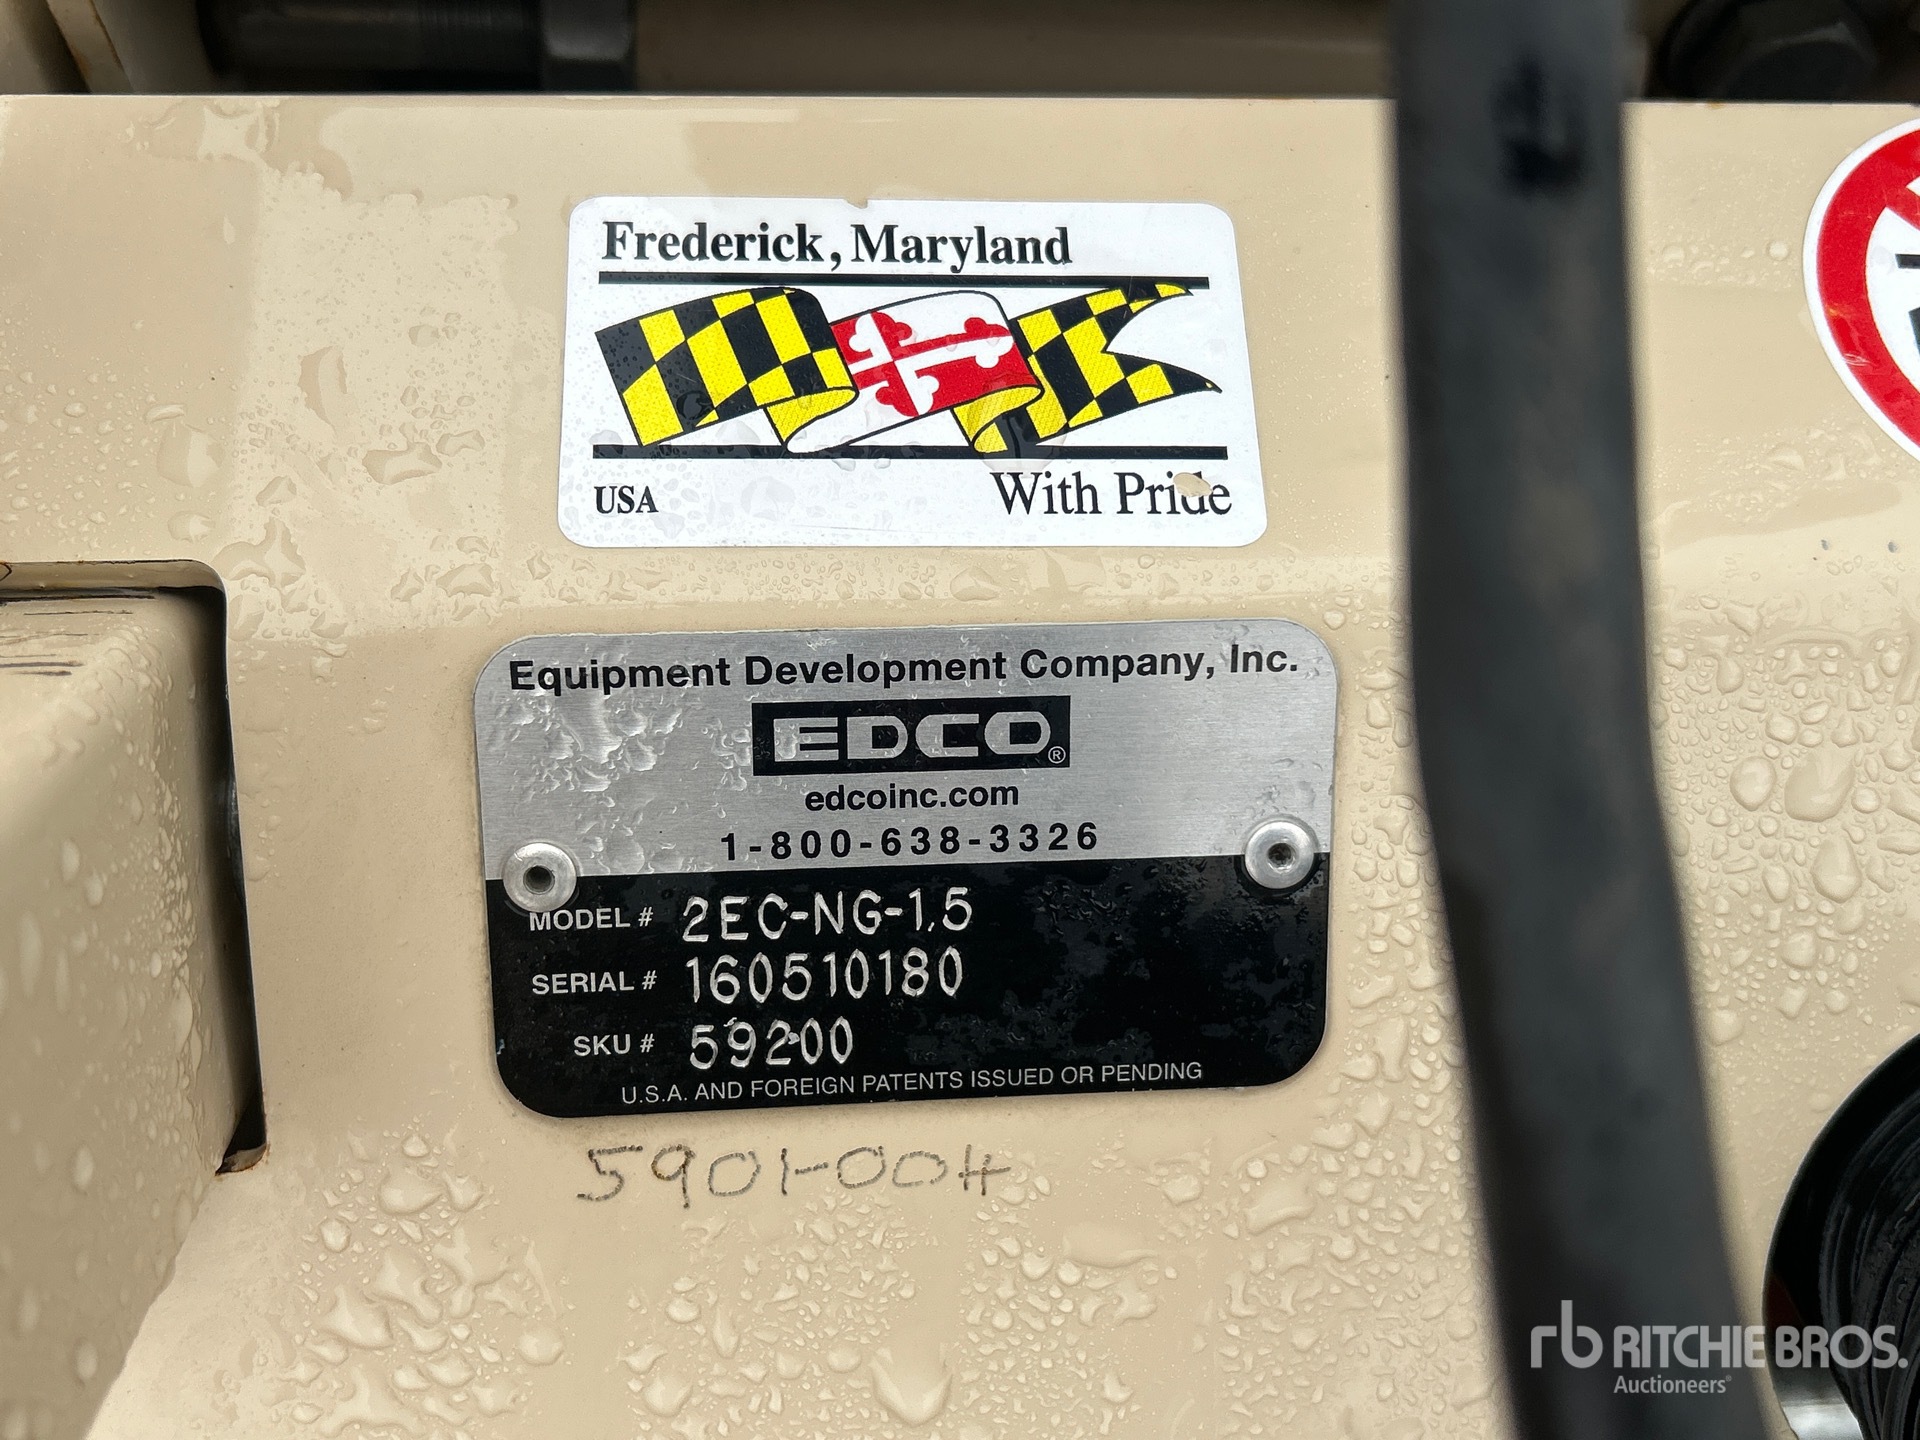 Frederick, Maryland
USA
With Pride
Equipment Development Company, Inc.
EDCO®
edcoinc.com
1-800-638-3326
MODEL # 2EC-NG-1.5
SERIAL # 160510180
SKU # 59200
U.S.A. AND FOREIGN PATENTS ISSUED OR PENDING
5901-004
rb RITCHIE BROS.
Auctioneers